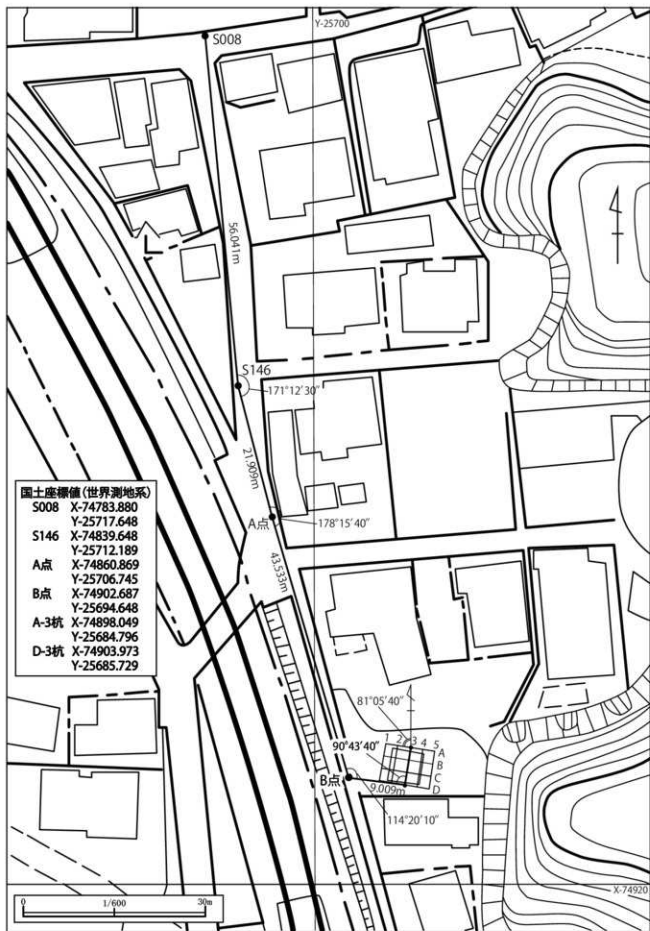 Y-25700
S008
56.041m
S146
171°12′30″
21.909m
国土座標値(世界測地系)
S008 X-74783.880
Y-25717.648
S146 X-74839.648
Y-25712.189
A点 X-74860.869
Y-25706.745
B点 X-74902.687
Y-25694.648
A-3杭 X-74898.049
Y-25684.796
D-3杭 X-74903.973
Y-25685.729
A点
178°15′40″
43.533m
81°05′40″
1 2 3 4 5
A
B
C
D
90°43′40″
B点
9.009m
114°20′10″
X-74920
0 1/600 30m